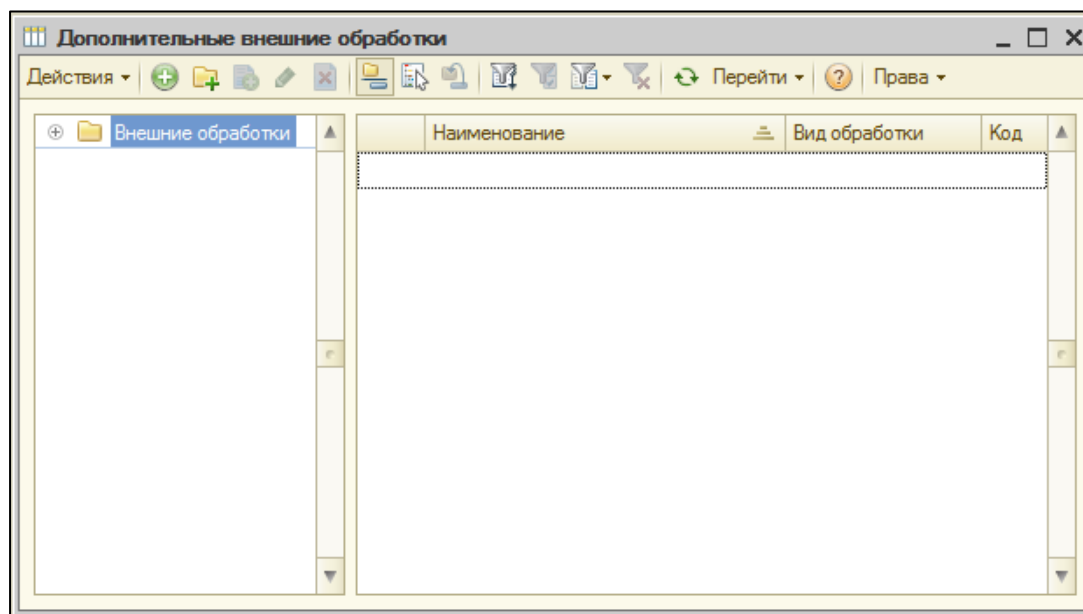 Дополнительные внешние обработки
Действия Перейти Права
Внешние обработки
Наименование Вид обработки Код